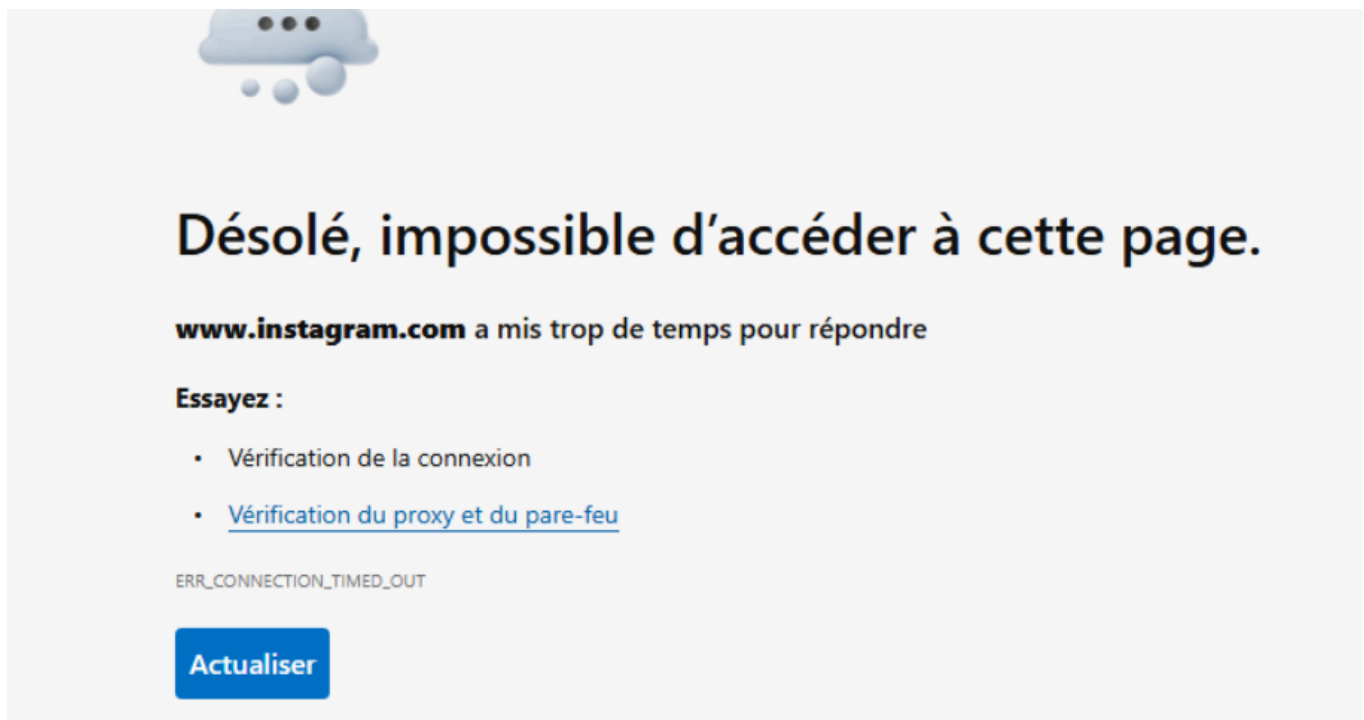 Désolé, impossible d’accéder à cette page.
www.instagram.com a mis trop de temps pour répondre
Essayez :
• Vérification de la connexion
• Vérification du proxy et du pare-feu
ERR_CONNECTION_TIMED_OUT
Actualiser